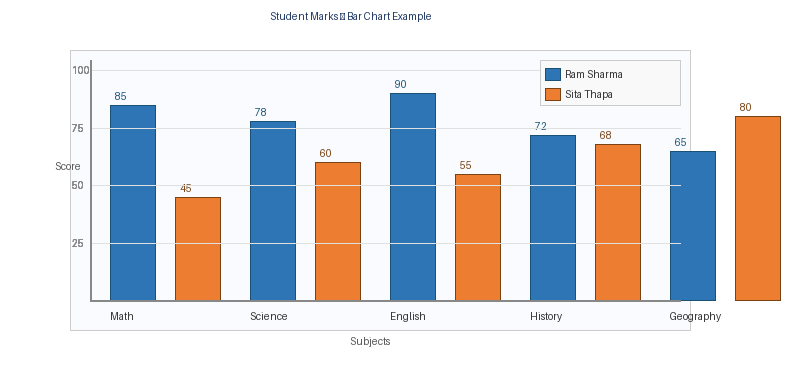 Student Marks Bar Chart Example
100
75
50
25
Score
85
45
78
60
90
55
72
68
65
80
Ram Sharma
Sita Thapa
Math
Science
English
History
Geography
Subjects